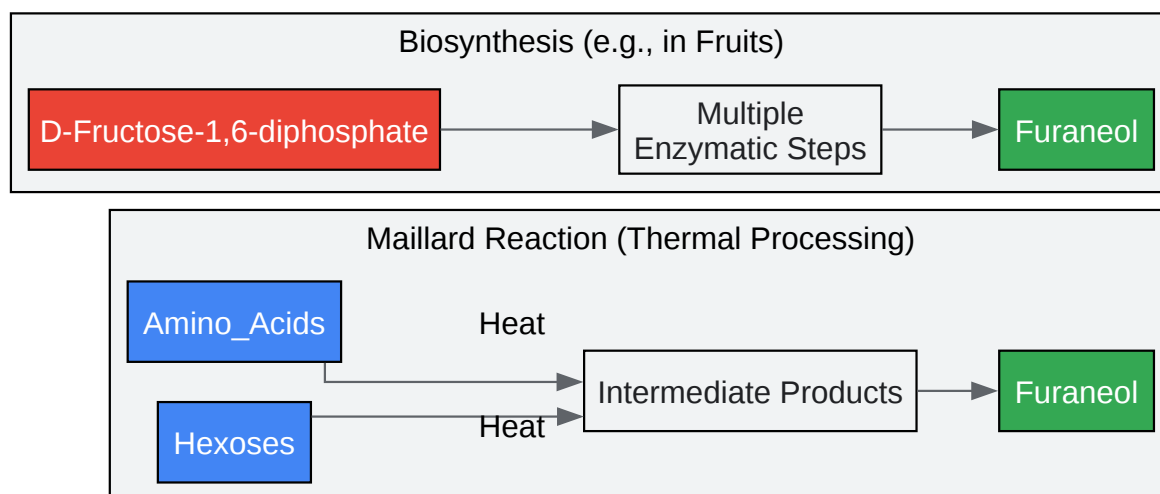 Biosynthesis (e.g., in Fruits)
D-Fructose-1,6-diphosphate
Multiple
Enzymatic Steps
Furaneol
Maillard Reaction (Thermal Processing)
Amino_Acids
Heat
Intermediate Products
Furaneol
Hexoses
Heat